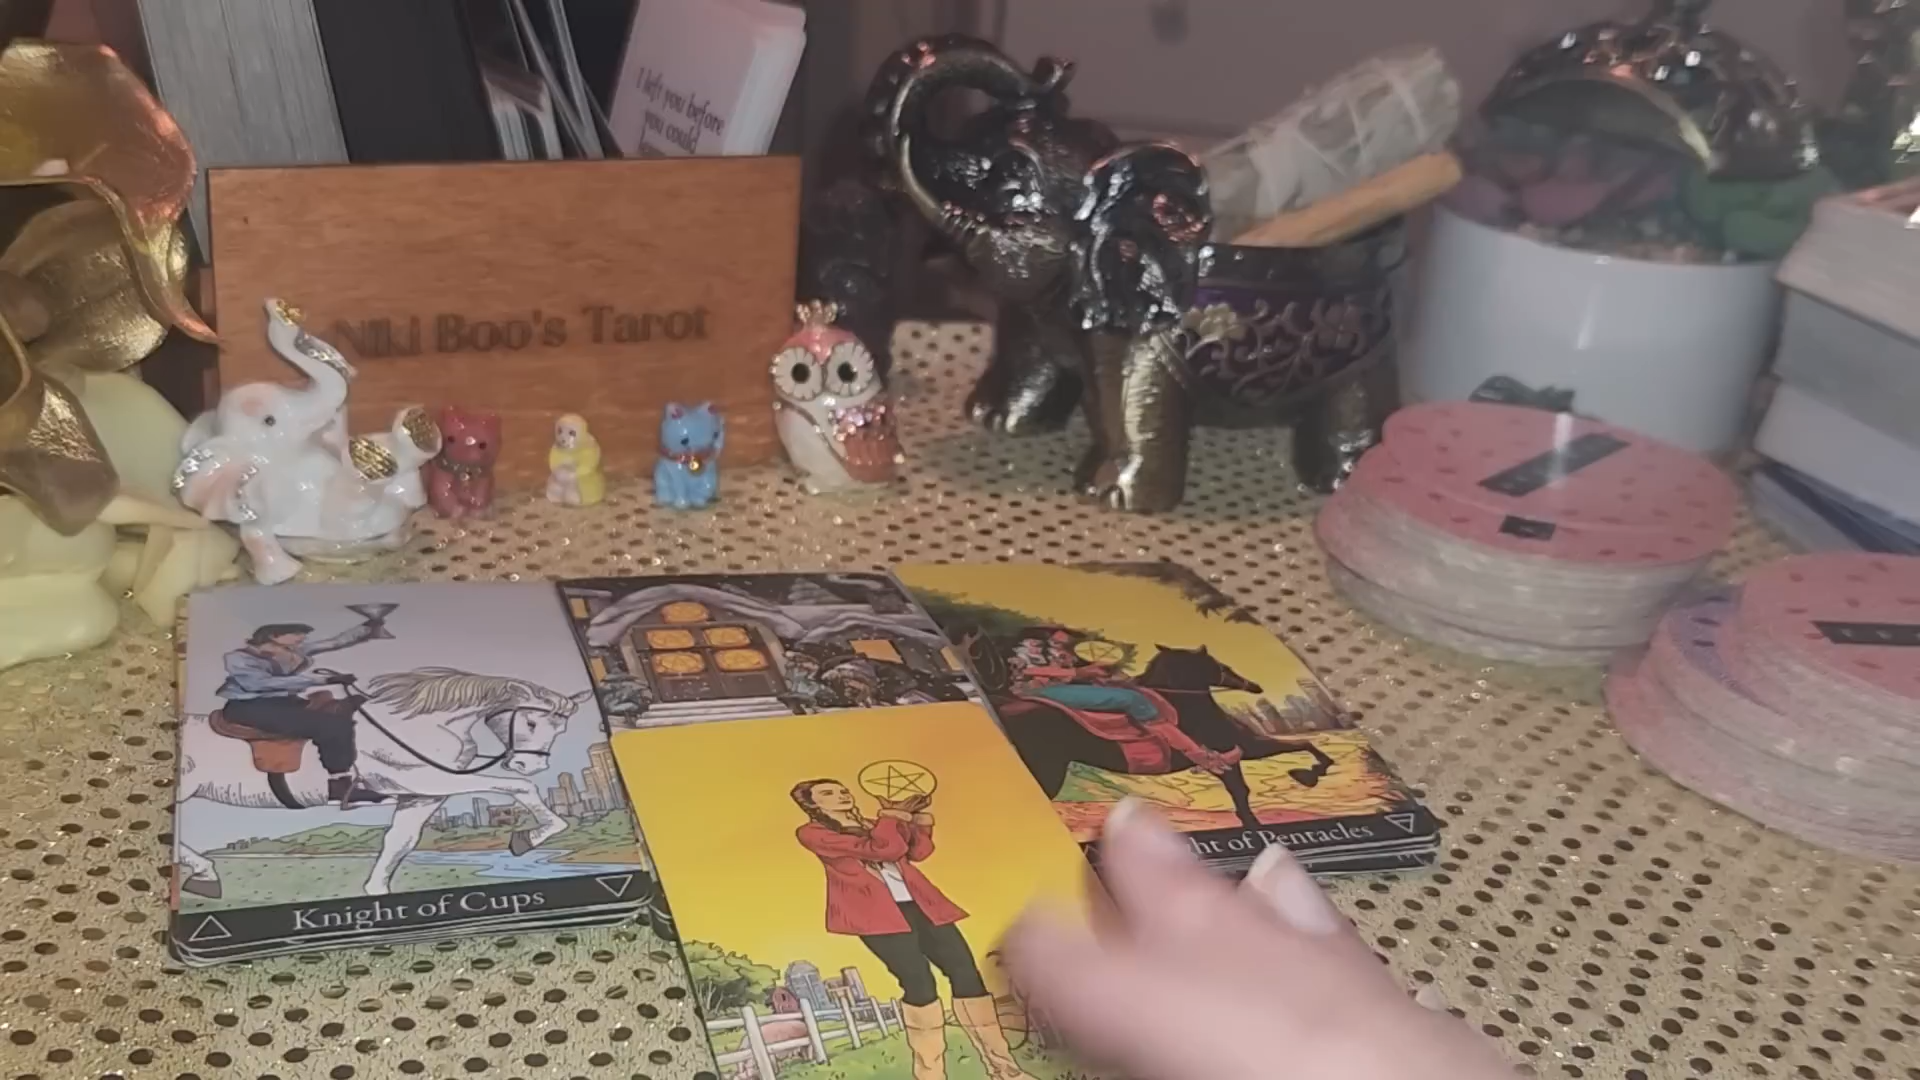 I left you before
you could
Niki Boo's Tarot
Knight of Cups
ht of Pentacles